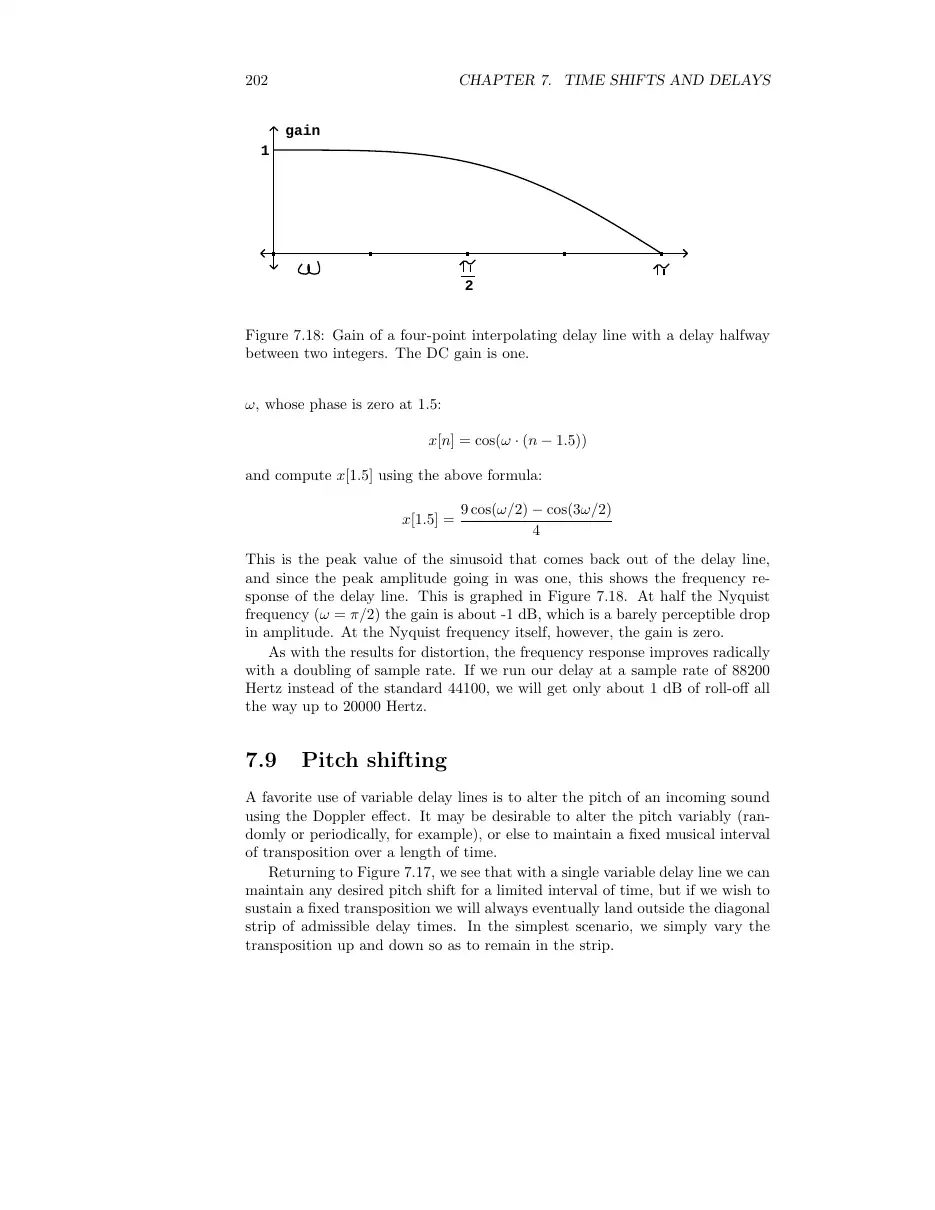 202 CHAPTER 7. TIME SHIFTS AND DELAYS
gain
1
ω
π
2
π
Figure 7.18: Gain of a four-point interpolating delay line with a delay halfway
between two integers. The DC gain is one.
ω, whose phase is zero at 1.5:
x[n] = cos(ω · (n − 1.5))
and compute x[1.5] using the above formula:
x[1.5] = 9 cos(ω/2) − cos(3ω/2)
4
This is the peak value of the sinusoid that comes back out of the delay line,
and since the peak amplitude going in was one, this shows the frequency re-
sponse of the delay line. This is graphed in Figure 7.18. At half the Nyquist
frequency (ω = π/2) the gain is about -1 dB, which is a barely perceptible drop
in amplitude. At the Nyquist frequency itself, however, the gain is zero.
As with the results for distortion, the frequency response improves radically
with a doubling of sample rate. If we run our delay at a sample rate of 88200
Hertz instead of the standard 44100, we will get only about 1 dB of roll-off all
the way up to 20000 Hertz.
7.9 Pitch shifting
A favorite use of variable delay lines is to alter the pitch of an incoming sound
using the Doppler effect. It may be desirable to alter the pitch variably (ran-
domly or periodically, for example), or else to maintain a fixed musical interval
of transposition over a length of time.
Returning to Figure 7.17, we see that with a single variable delay line we can
maintain any desired pitch shift for a limited interval of time, but if we wish to
sustain a fixed transposition we will always eventually land outside the diagonal
strip of admissible delay times. In the simplest scenario, we simply vary the
transposition up and down so as to remain in the strip.